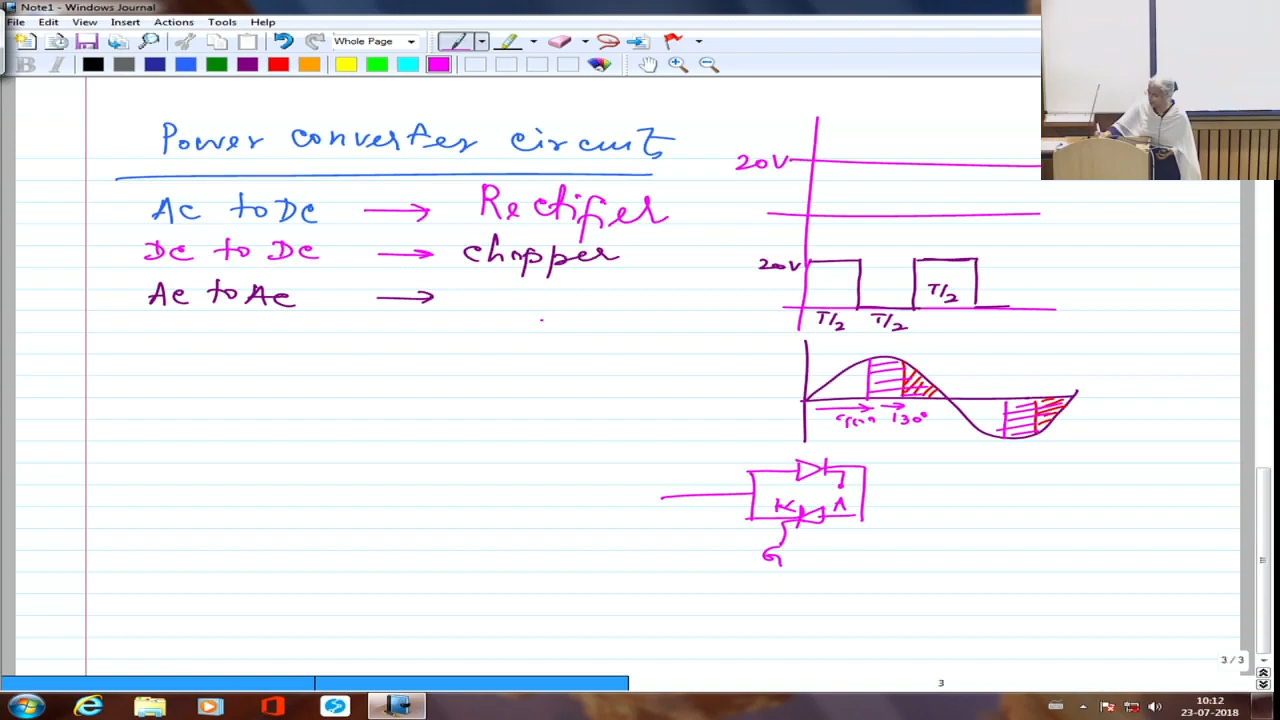 Note1 - Windows Journal
File Edit View Insert Actions Tools Help
Whole Page
B I
Power converter circuits
Ac to Dc → Rectifier
Dc to Dc → chopper
Ac to Ac →
20V
20V
T/2 T/2 T/2
130°
K A
G
3 / 3
3
10:12
23-07-2018